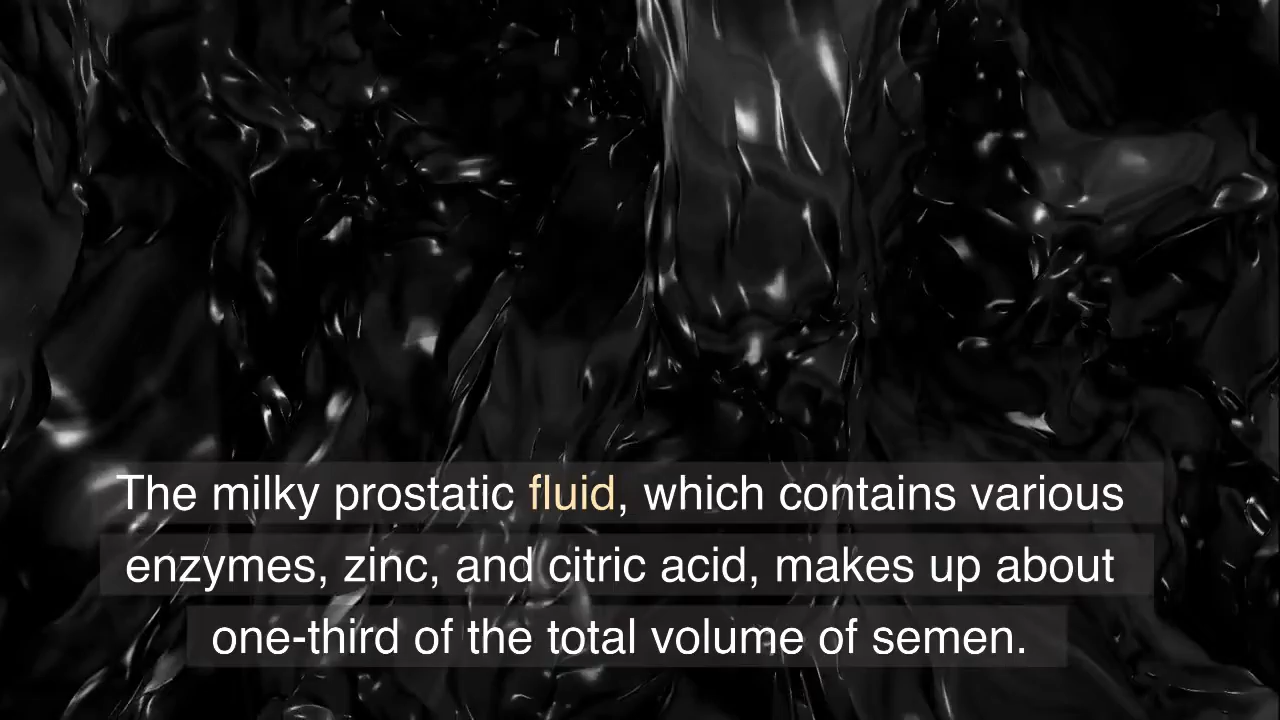 The milky prostatic fluid, which contains various
enzymes, zinc, and citric acid, makes up about
one-third of the total volume of semen.